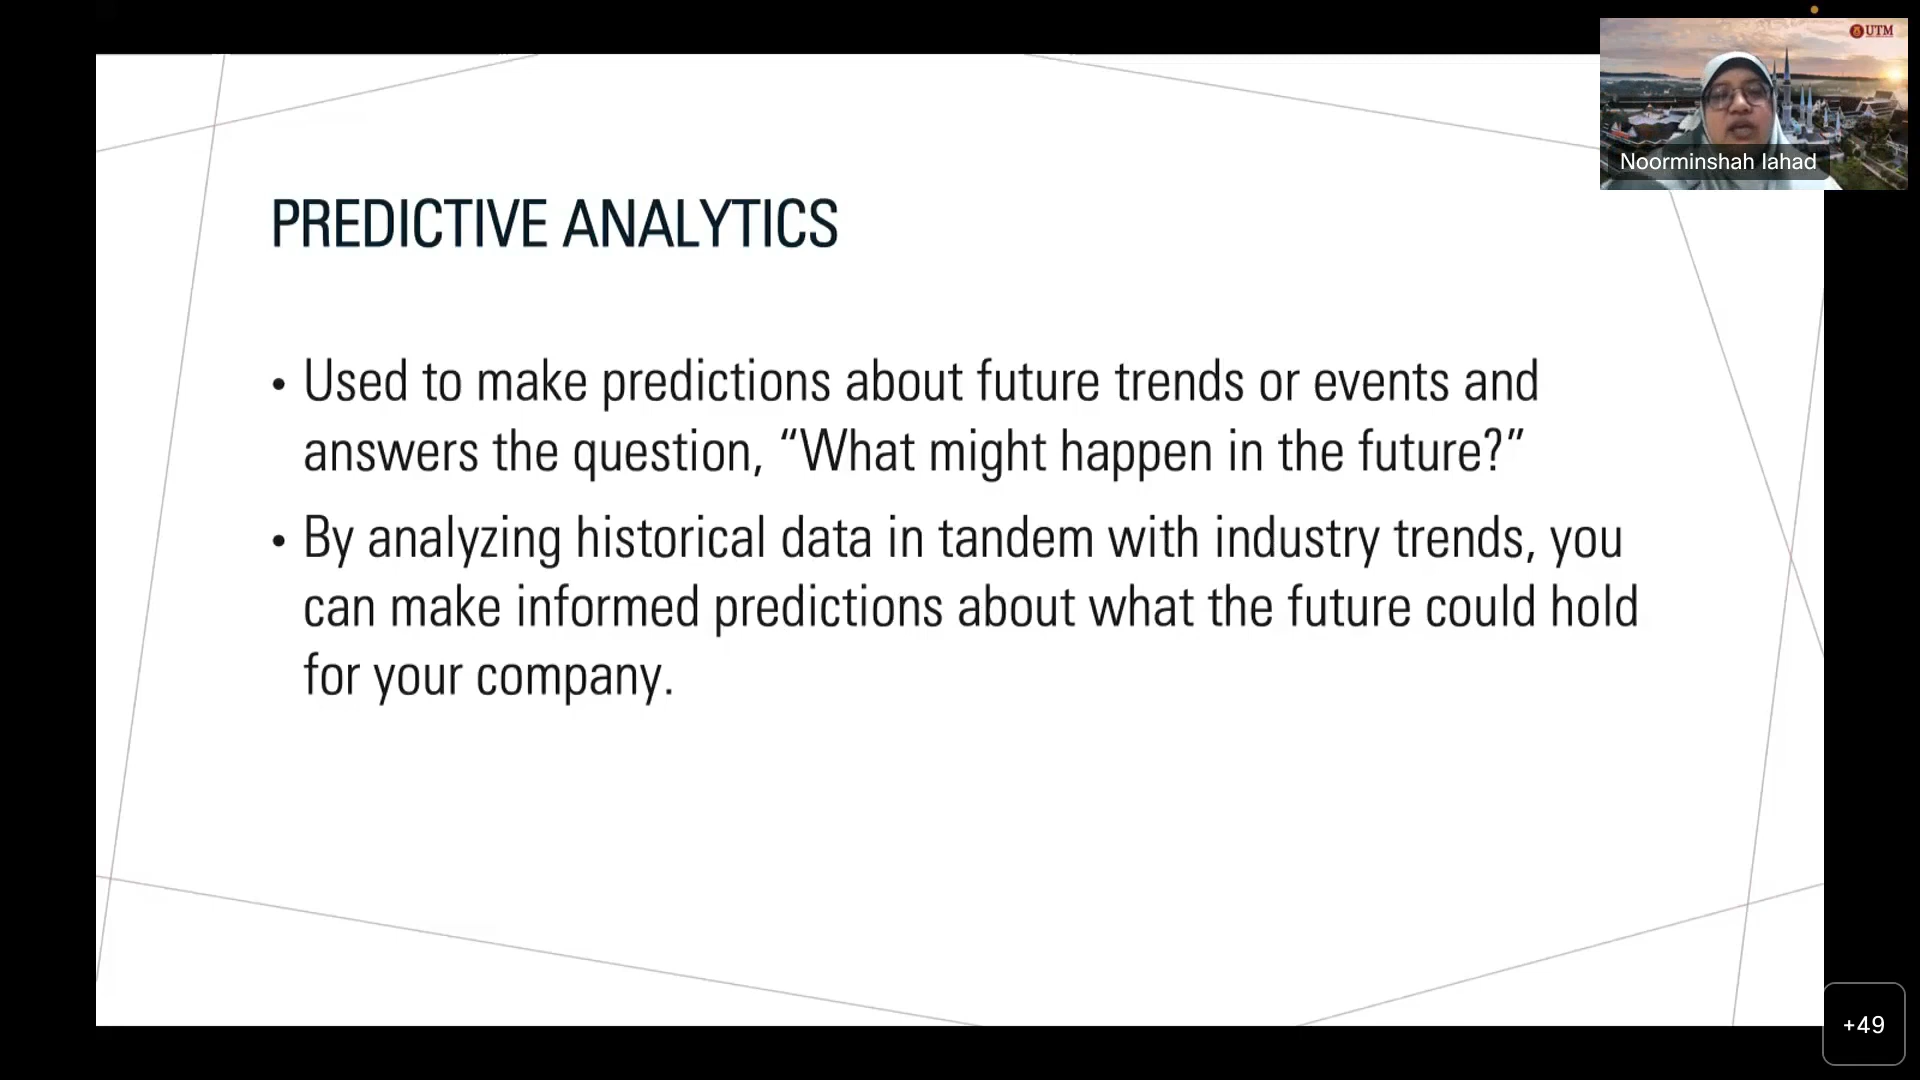 UTM
Noorminshah Iahad
PREDICTIVE ANALYTICS
• Used to make predictions about future trends or events and
answers the question, “What might happen in the future?”
• By analyzing historical data in tandem with industry trends, you
can make informed predictions about what the future could hold
for your company.
+49